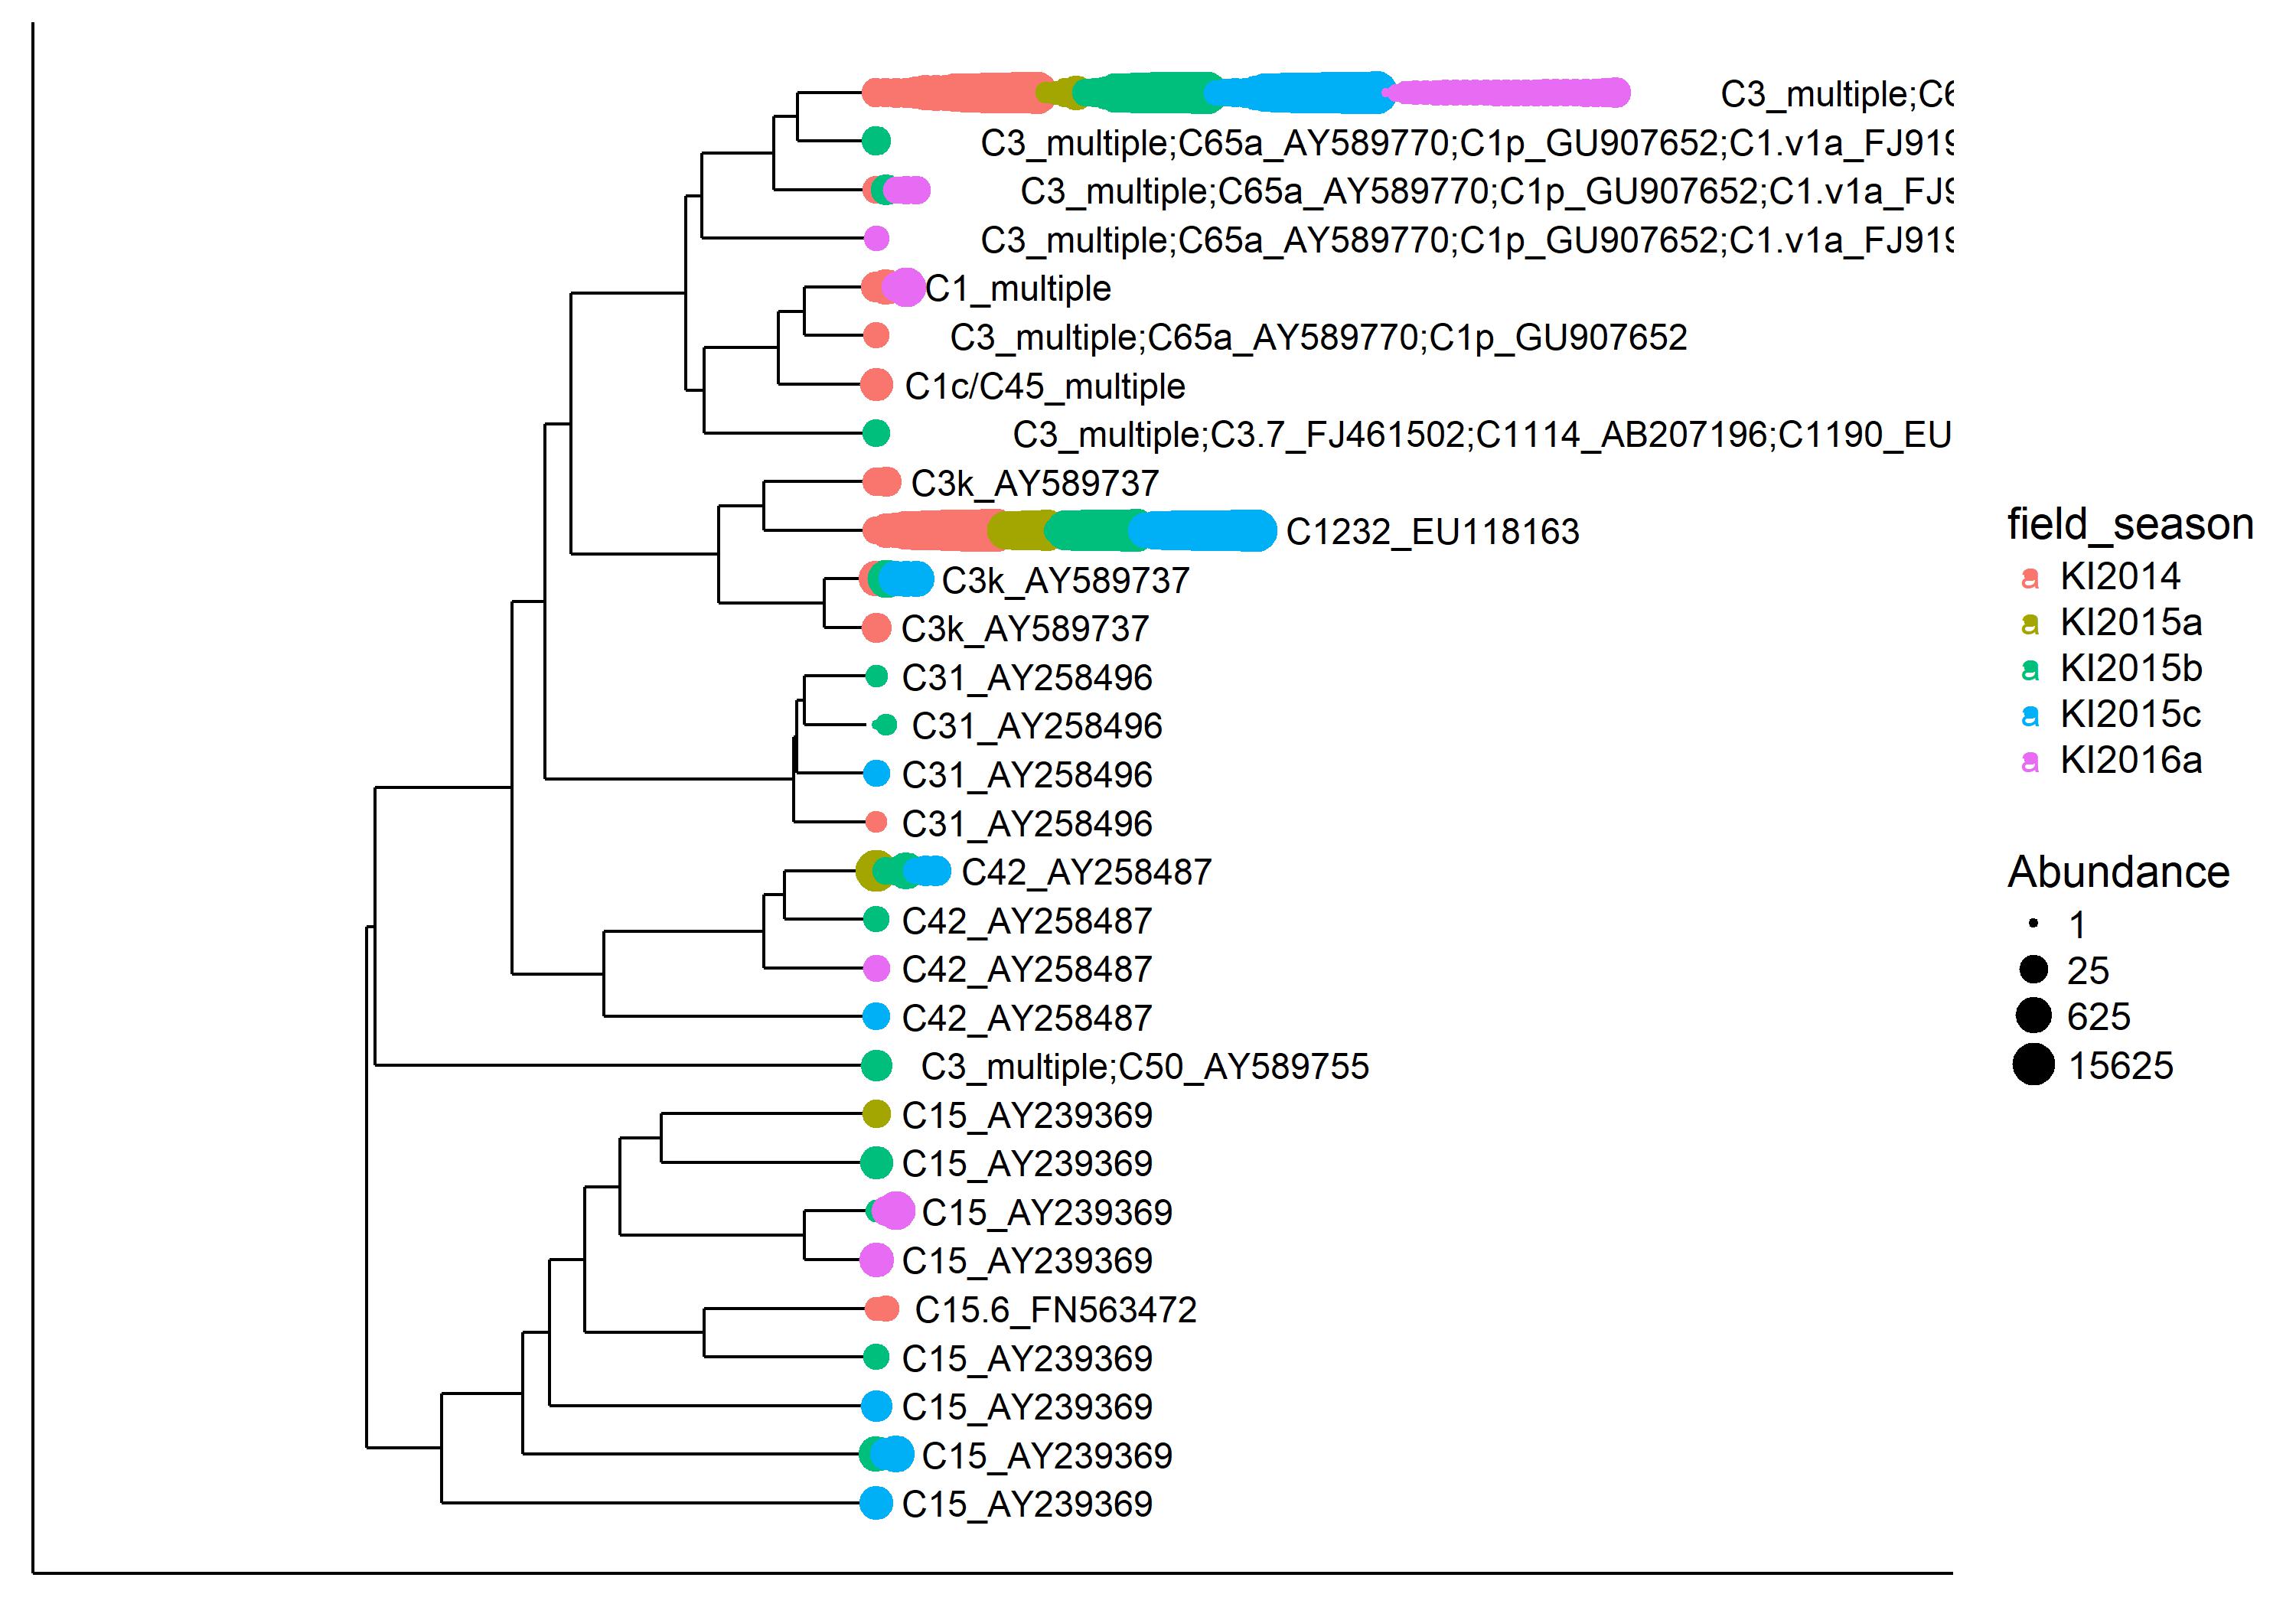 C3_multiple;C6
C3_multiple;C65a_AY589770;C1p_GU907652;C1.v1a_FJ919
C3_multiple;C65a_AY589770;C1p_GU907652;C1.v1a_FJ9
C3_multiple;C65a_AY589770;C1p_GU907652;C1.v1a_FJ919
C1_multiple
C3_multiple;C65a_AY589770;C1p_GU907652
C1c/C45_multiple
C3_multiple;C3.7_FJ461502;C1114_AB207196;C1190_EU
C3k_AY589737
C1232_EU118163
C3k_AY589737
C3k_AY589737
C31_AY258496
C31_AY258496
C31_AY258496
C31_AY258496
C42_AY258487
C42_AY258487
C42_AY258487
C42_AY258487
C3_multiple;C50_AY589755
C15_AY239369
C15_AY239369
C15_AY239369
C15_AY239369
C15.6_FN563472
C15_AY239369
C15_AY239369
C15_AY239369
C15_AY239369
field_season
a KI2014
a KI2015a
a KI2015b
a KI2015c
a KI2016a
Abundance
1
25
625
15625